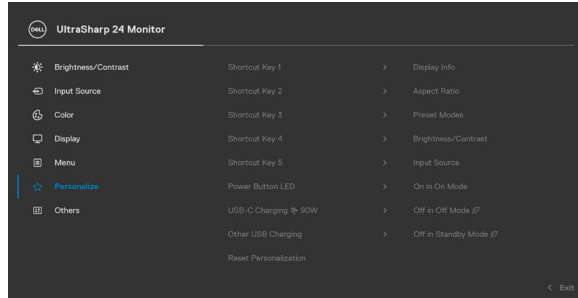 DELL UltraSharp 24 Monitor
Brightness/Contrast Shortcut Key 1 > Display Info
Input Source Shortcut Key 2 > Aspect Ratio
Color Shortcut Key 3 > Preset Modes
Display Shortcut Key 4 > Brightness/Contrast
Menu Shortcut Key 5 > Input Source
Personalize Power Button LED > On in On Mode
Others USB-C Charging 90W > Off in Off Mode
Other USB Charging > Off in Standby Mode
Reset Personalization
< Exit